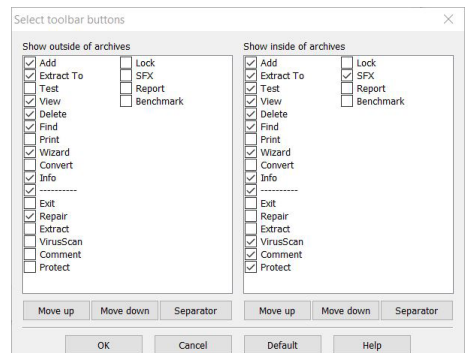 Select toolbar buttons
Show outside of archives
Add
Extract To
Test
View
Delete
Find
Print
Wizard
Convert
Info
----------
Exit
Repair
Extract
VirusScan
Comment
Protect
Lock
SFX
Report
Benchmark
Move up
Move down
Separator
Show inside of archives
Add
Extract To
Test
View
Delete
Find
Print
Wizard
Convert
Info
----------
Exit
Repair
Extract
VirusScan
Comment
Protect
Lock
SFX
Report
Benchmark
Move up
Move down
Separator
OK
Cancel
Default
Help